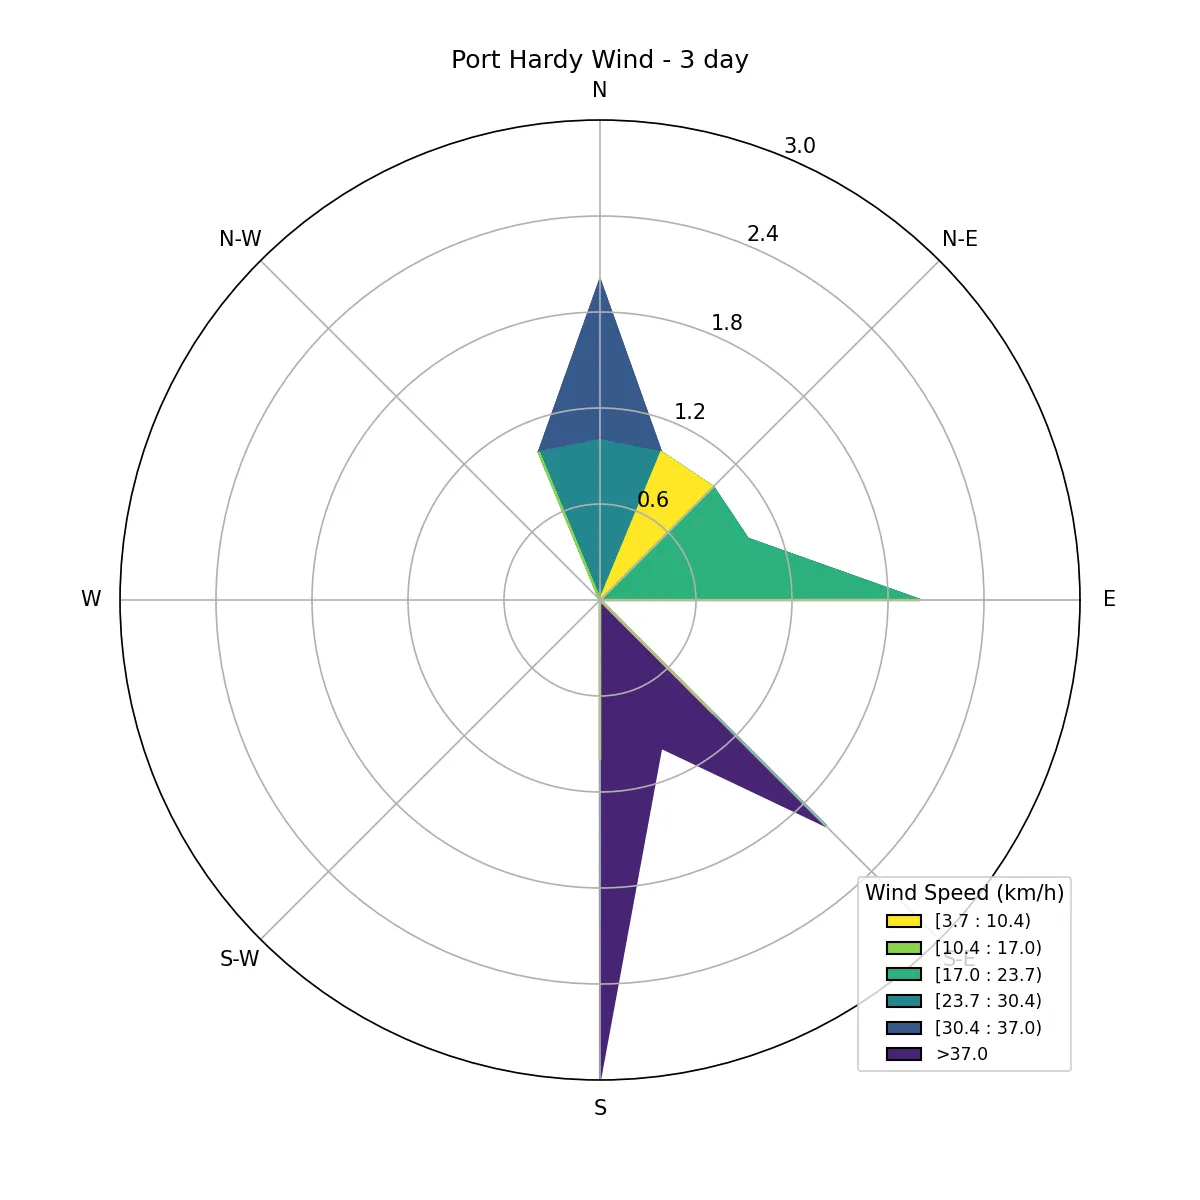 Port Hardy Wind - 3 day
N
3.0
N-W
2.4
N-E
1.8
1.2
0.6
W
E
Wind Speed (km/h)
[3.7 : 10.4)
[10.4 : 17.0)
S-W
S-E
[17.0 : 23.7)
[23.7 : 30.4)
[30.4 : 37.0)
>37.0
S